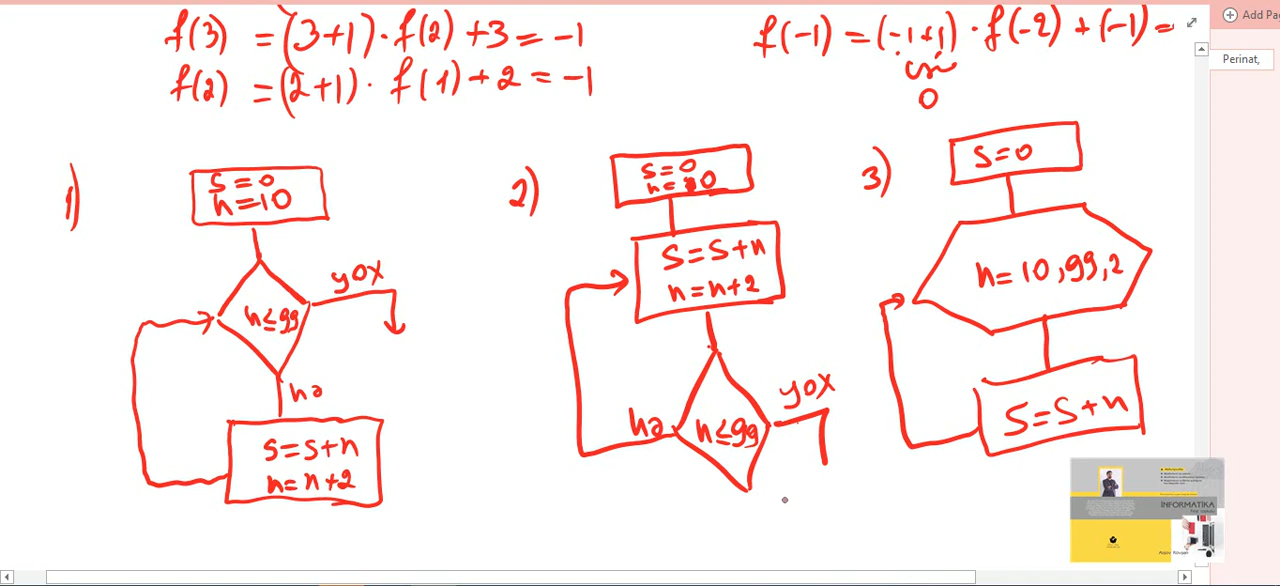 Add Pa
Perinat,
f(3) = (3+1)·f(2)+3 = -1
f(2) = (2+1)·f(1)+2 = -1
f(-1) = (-1+1)·f(-2)+(-1) =
0
1)
S=0
n=10
n≤99
yox
hə
S=S+n
n=n+2
2)
S=0
n=10
S=S+n
n=n+2
n≤99
hə
yox
3)
S=0
n=10,99,2
S=S+n
İNFORMATİKA